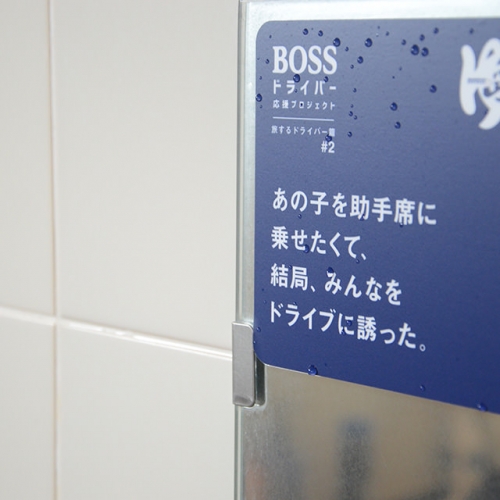 BOSS
ドライバー
応援プロジェクト
旅するドライバー篇
#2
あの子を助手席に
乗せたくて、
結局、みんなを
ドライブに誘った。